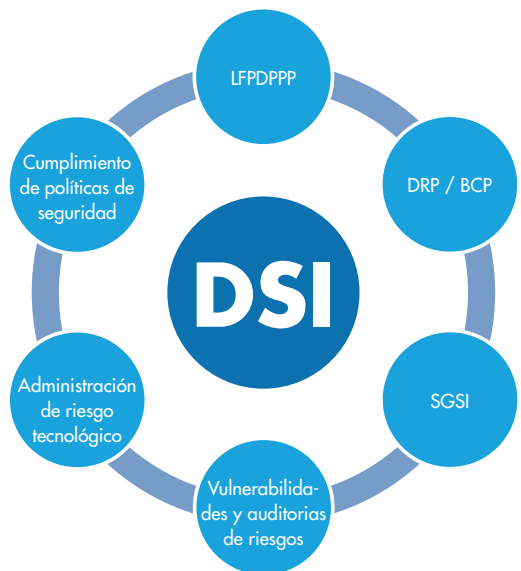 LFPDPPP
DRP / BCP
SGSI
Vulnerabilida-
des y auditorias
de riesgos
Administración
de riesgo
tecnológico
Cumplimiento
de políticas de
seguridad
DSI